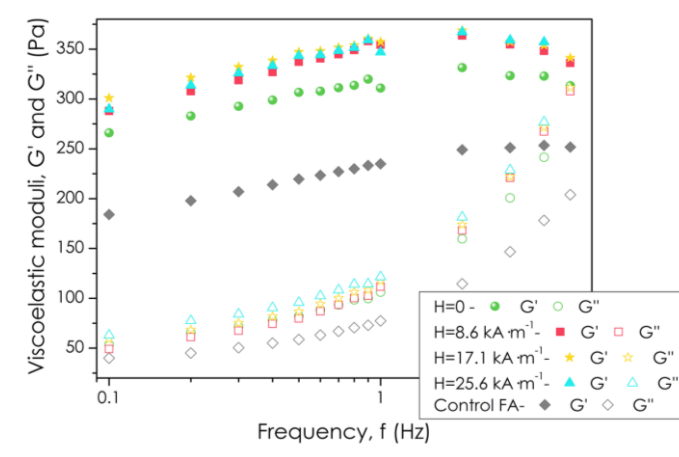 Viscoelastic moduli, G' and G" (Pa)
350
300
250
200
150
100
50
0.1
1
Frequency, f (Hz)
H=0 - G' G"
H=8.6 kA·m⁻¹- G' G"
H=17.1 kA·m⁻¹- G' G"
H=25.6 kA·m⁻¹- G' G"
Control FA- G' G"